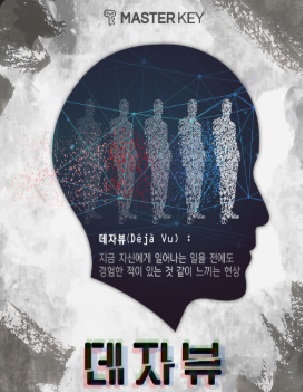 MASTERKEY
데자뷰(Déjà Vu) :
지금 자신에게 일어나는 일을 전에도
경험한 적이 있는 것 같이 느끼는 현상
데자뷰